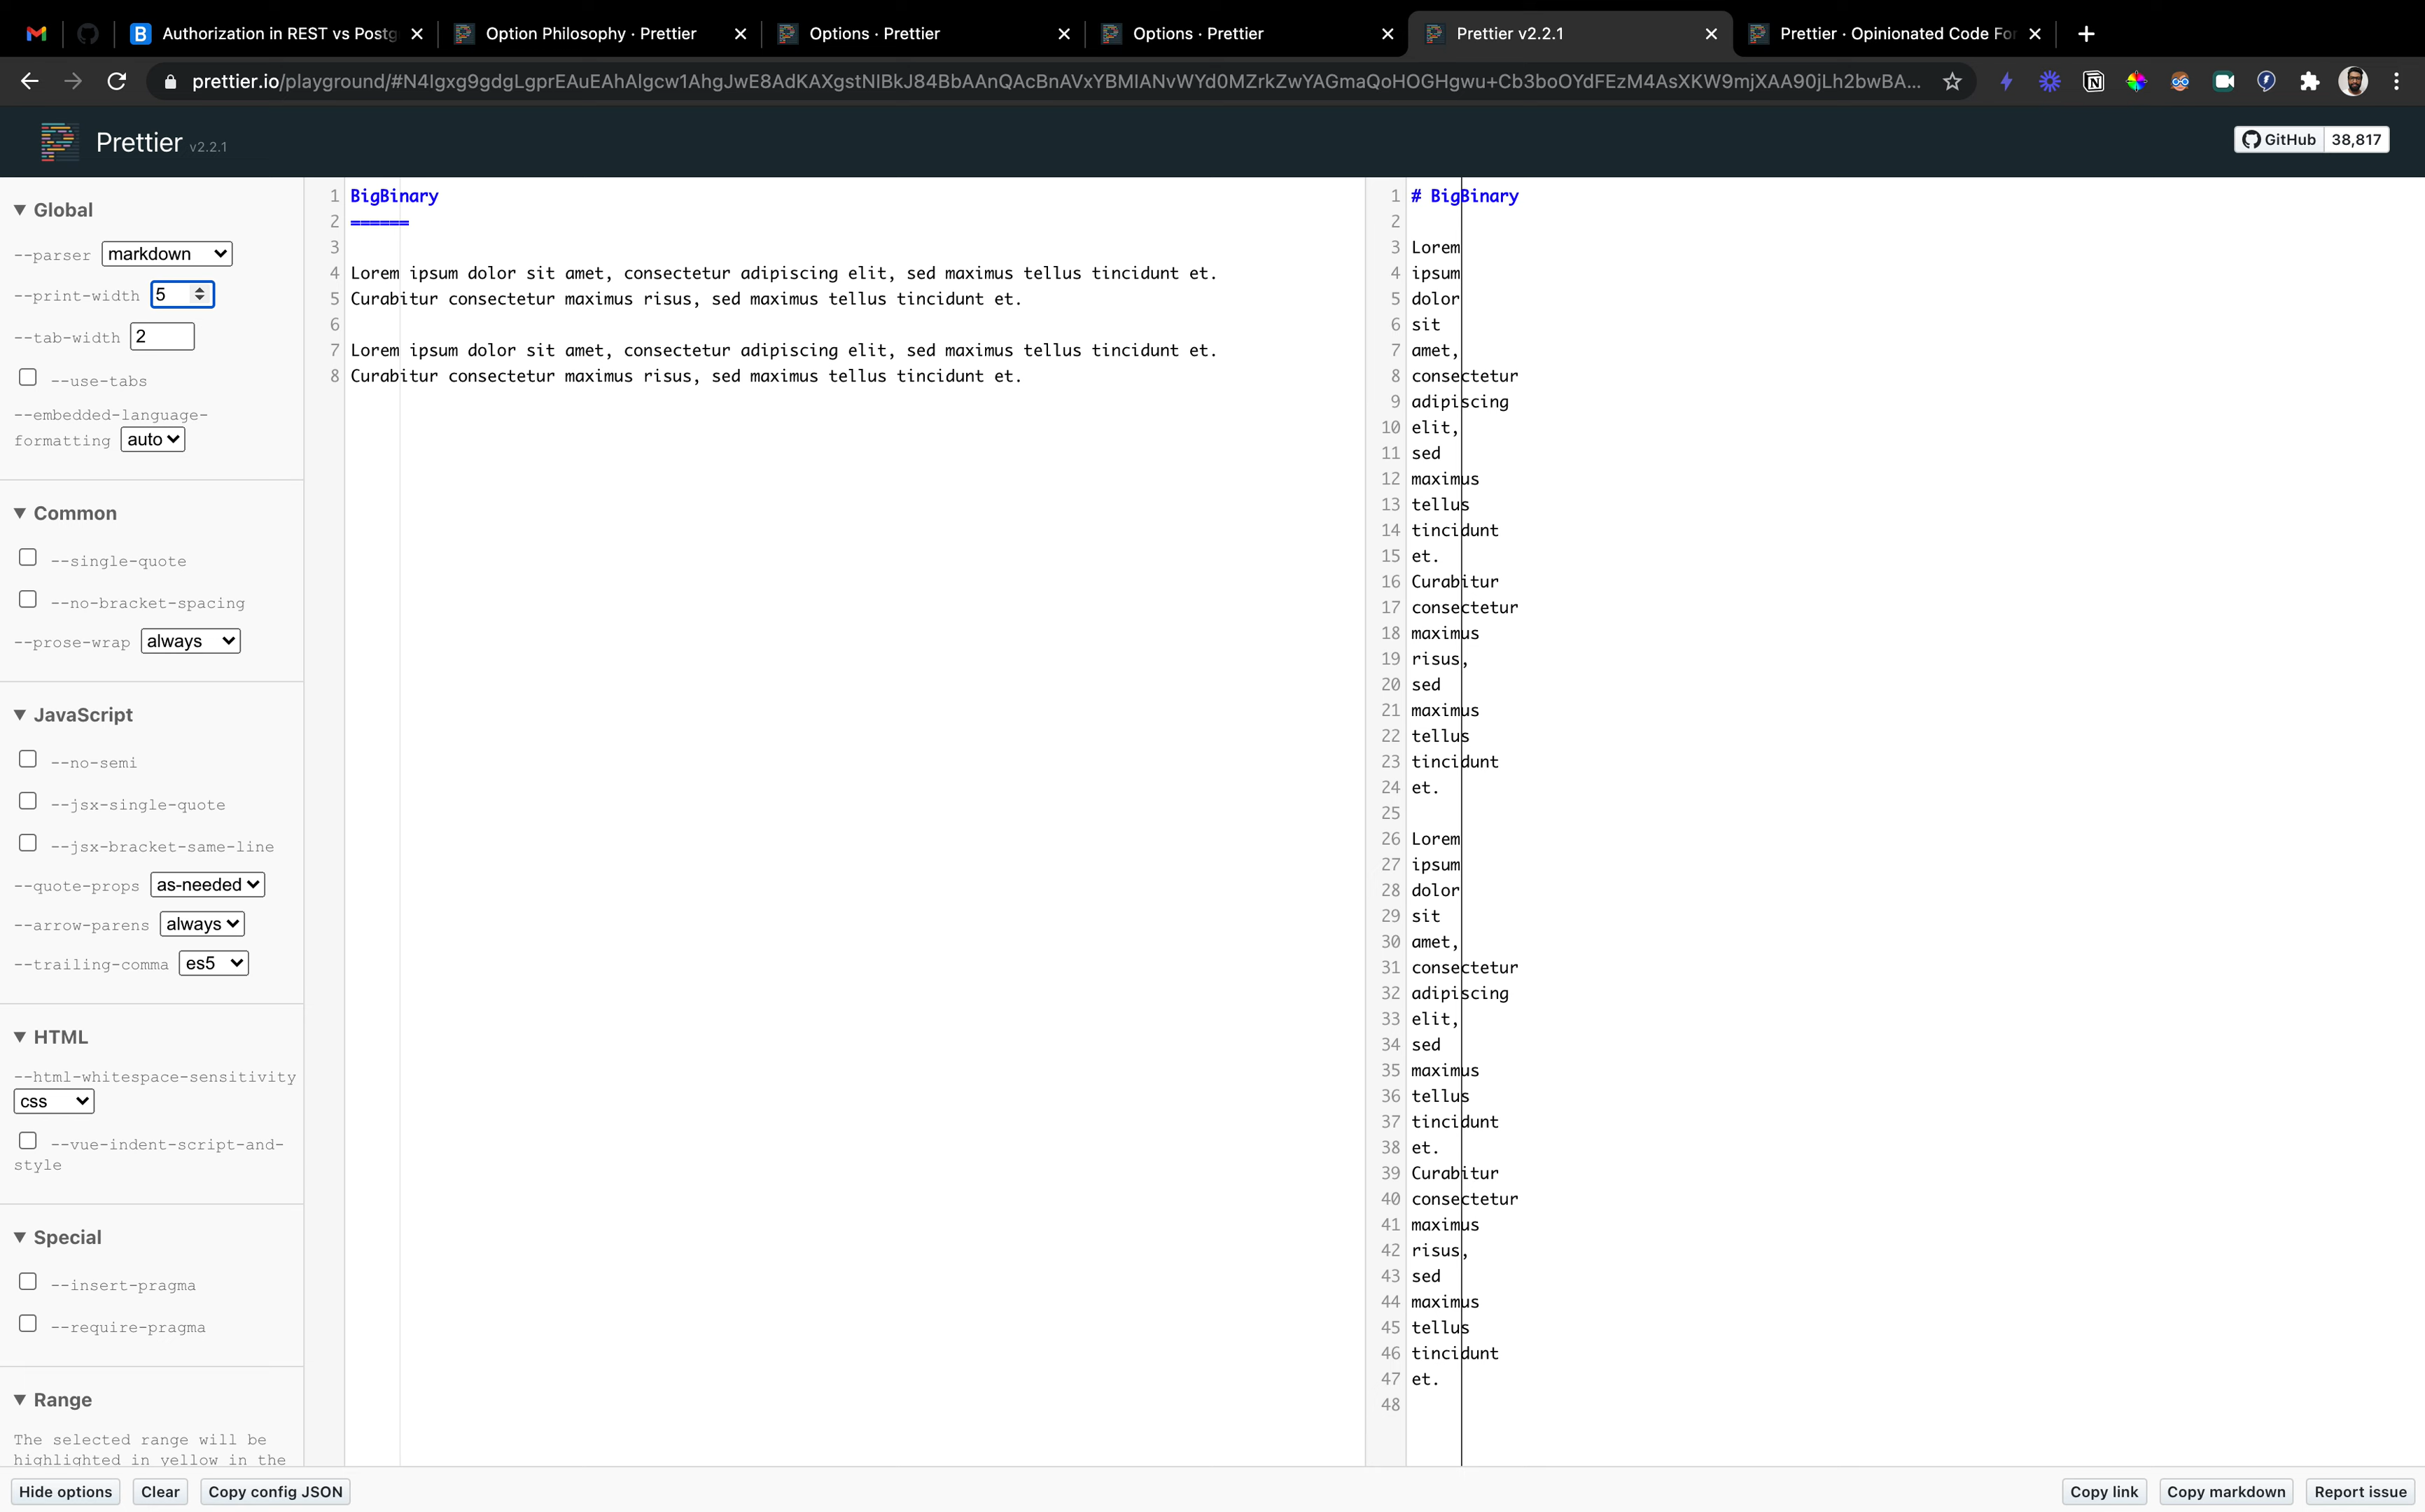 Authorization in REST vs Postg
Option Philosophy · Prettier
Options · Prettier
Options · Prettier
Prettier v2.2.1
Prettier · Opinionated Code For
prettier.io/playground/#N4Igxg9gdgLgprEAuEAhAlgcw1AhgJwE8AdKAXgstNIBkJ84BbAAnQAcBnAVxYBMIANvWYd0MZrkZwYAGmaQoHOGHgwu+Cb3boOYdFEzM4AsXKW9mjXAA90jLh2bwBA...
Prettier v2.2.1
GitHub 38,817
Global
--parser markdown
--print-width 5
--tab-width 2
--use-tabs
--embedded-language-
formatting auto
Common
--single-quote
--no-bracket-spacing
--prose-wrap always
JavaScript
--no-semi
--jsx-single-quote
--jsx-bracket-same-line
--quote-props as-needed
--arrow-parens always
--trailing-comma es5
HTML
--html-whitespace-sensitivity
css
--vue-indent-script-and-
style
Special
--insert-pragma
--require-pragma
Range
The selected range will be
highlighted in yellow in the
1 BigBinary
2 ======
3
4 Lorem ipsum dolor sit amet, consectetur adipiscing elit, sed maximus tellus tincidunt et.
5 Curabitur consectetur maximus risus, sed maximus tellus tincidunt et.
6
7 Lorem ipsum dolor sit amet, consectetur adipiscing elit, sed maximus tellus tincidunt et.
8 Curabitur consectetur maximus risus, sed maximus tellus tincidunt et.
1 # BigBinary
2
3 Lorem
4 ipsum
5 dolor
6 sit
7 amet,
8 consectetur
9 adipiscing
10 elit,
11 sed
12 maximus
13 tellus
14 tincidunt
15 et.
16 Curabitur
17 consectetur
18 maximus
19 risus,
20 sed
21 maximus
22 tellus
23 tincidunt
24 et.
25
26 Lorem
27 ipsum
28 dolor
29 sit
30 amet,
31 consectetur
32 adipiscing
33 elit,
34 sed
35 maximus
36 tellus
37 tincidunt
38 et.
39 Curabitur
40 consectetur
41 maximus
42 risus,
43 sed
44 maximus
45 tellus
46 tincidunt
47 et.
48
Hide options
Clear
Copy config JSON
Copy link
Copy markdown
Report issue